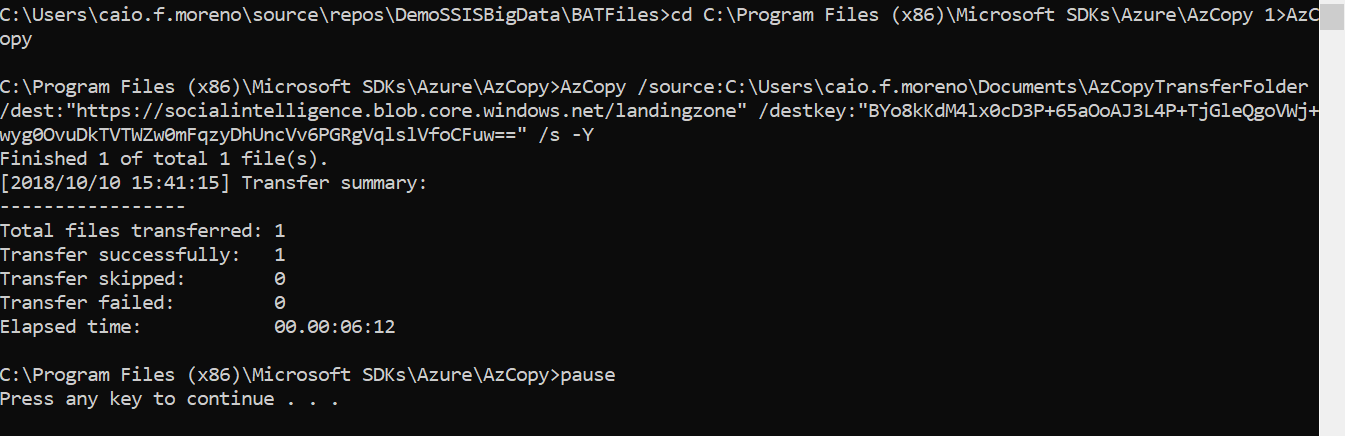 C:\Users\caio.f.moreno\source\repos\DemoSSISBigData\BATFiles>cd C:\Program Files (x86)\Microsoft SDKs\Azure\AzCopy 1>AzC
opy
C:\Program Files (x86)\Microsoft SDKs\Azure\AzCopy>AzCopy /source:C:\Users\caio.f.moreno\Documents\AzCopyTransferFolder
/dest:"https://socialintelligence.blob.core.windows.net/landingzone" /destkey:"BYo8kKdM4lx0cD3P+65aOoAJ3L4P+TjGleQgoVWj+
wyg0OvuDkTVTWZw0mFqzyDhUncVv6PGRgVqlslVfoCFuw==" /s -Y
Finished 1 of total 1 file(s).
[2018/10/10 15:41:15] Transfer summary:
-----------------
Total files transferred: 1
Transfer successfully: 1
Transfer skipped: 0
Transfer failed: 0
Elapsed time: 00.00:06:12
C:\Program Files (x86)\Microsoft SDKs\Azure\AzCopy>pause
Press any key to continue . . .